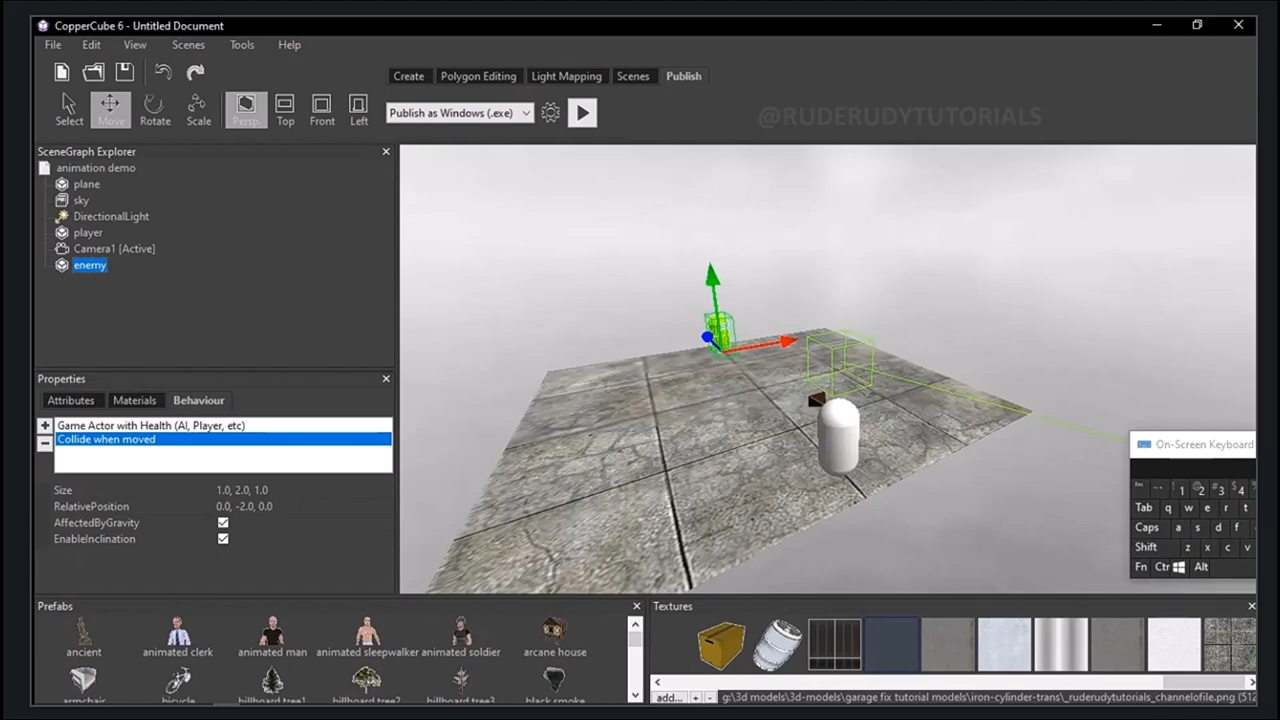 CopperCube 6 - Untitled Document
File Edit View Scenes Tools Help
Create Polygon Editing Light Mapping Scenes Publish
Select Move Rotate Scale Persp. Top Front Left
Publish as Windows (.exe)
@RUDERUDYTUTORIALS
SceneGraph Explorer
animation demo
plane
sky
DirectionalLight
player
Camera1 [Active]
enemy
Properties
Attributes Materials Behaviour
Game Actor with Health (AI, Player, etc)
Collide when moved
Size 1.0, 2.0, 1.0
RelativePosition 0.0, -2.0, 0.0
AffectedByGravity
EnableInclination
On-Screen Keyboard
1 2 3 4
Tab q w e r t
Caps a s d f
Shift z x c v
Fn Ctr Alt
Prefabs
ancient animated clerk animated man animated sleepwalker animated soldier arcane house
armchair bicycle billboard tree1 billboard tree2 billboard tree3 black smoke
Textures
add... + - g:\3d models\3d-models\garage fix tutorial models\iron-cylinder-trans\_ruderudytutorials_channelofile.png (512